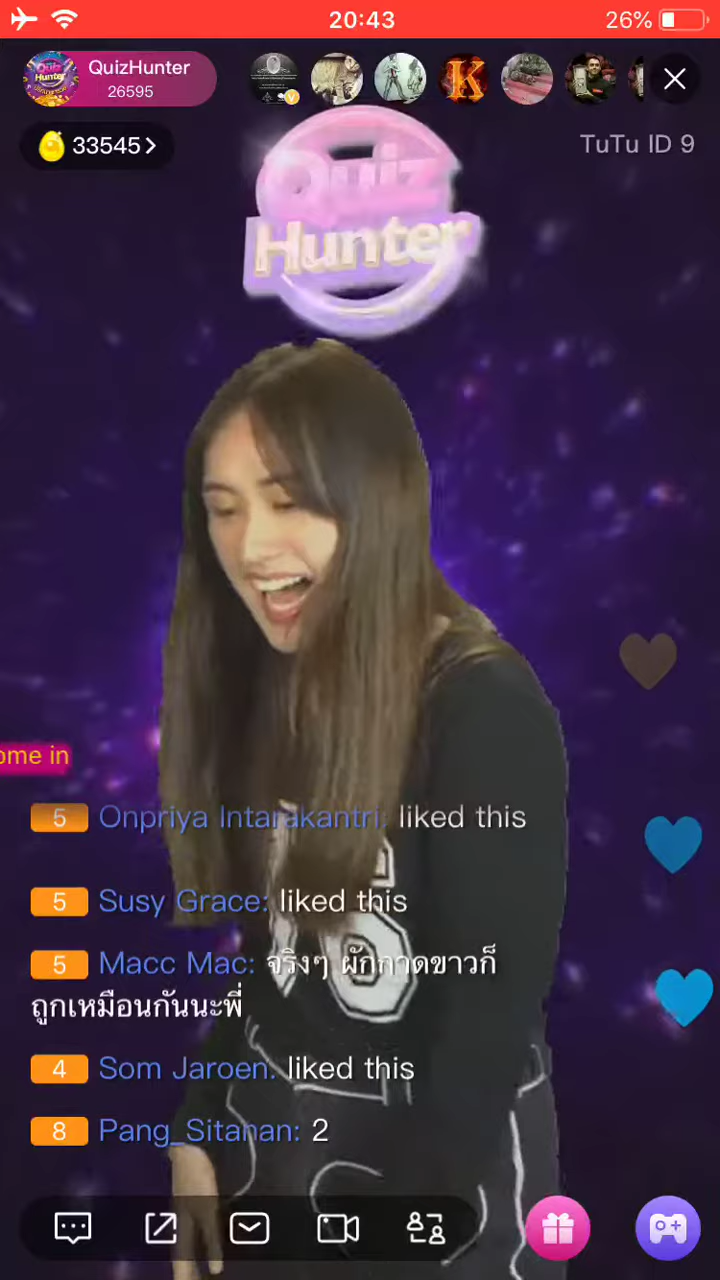 20:43
26%
QuizHunter
26595
33545
TuTu ID 9
Quiz
Hunter
ome in
5 Onpriya Intarakantri: liked this
5 Susy Grace: liked this
5 Macc Mac: จริงๆ ผักกาดขาวก็
ถูกเหมือนกันนะพี่
4 Som Jaroen: liked this
8 Pang_Sitanan: 2
K
6